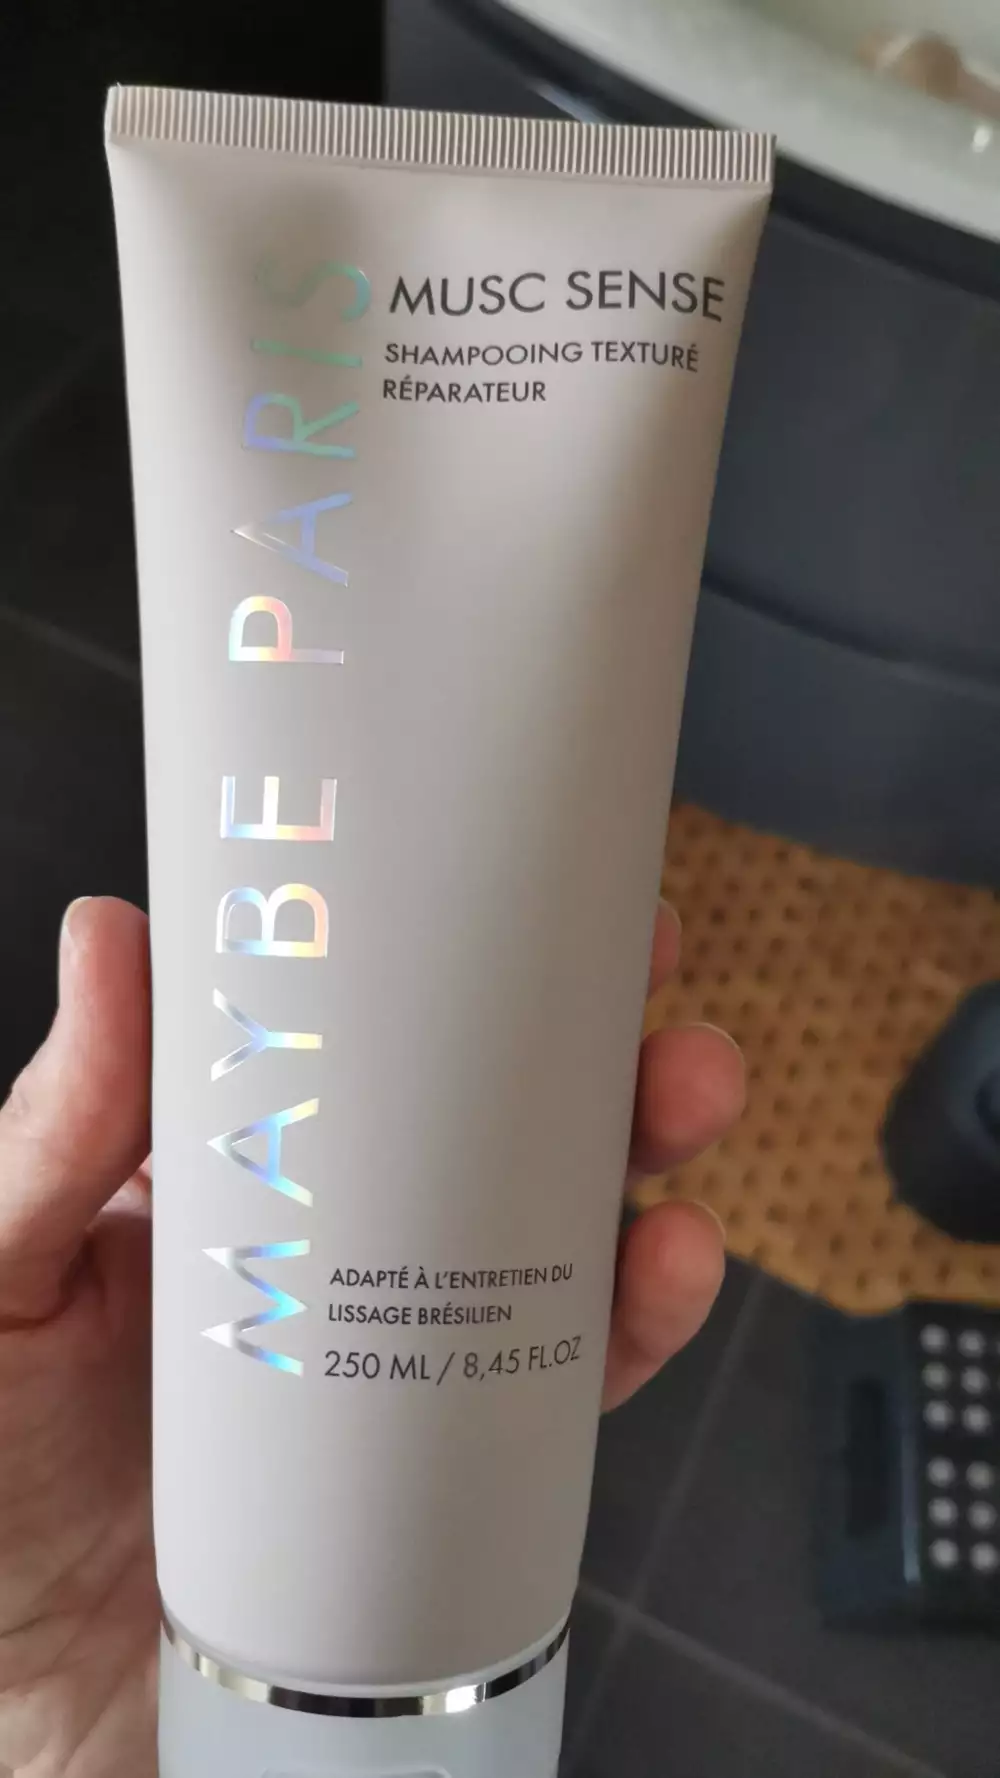 MAYBE PARIS
MUSC SENSE
SHAMPOOING TEXTURÉ
RÉPARATEUR
ADAPTÉ À L'ENTRETIEN DU
LISSAGE BRÉSILIEN
250 ML / 8,45 FL.OZ